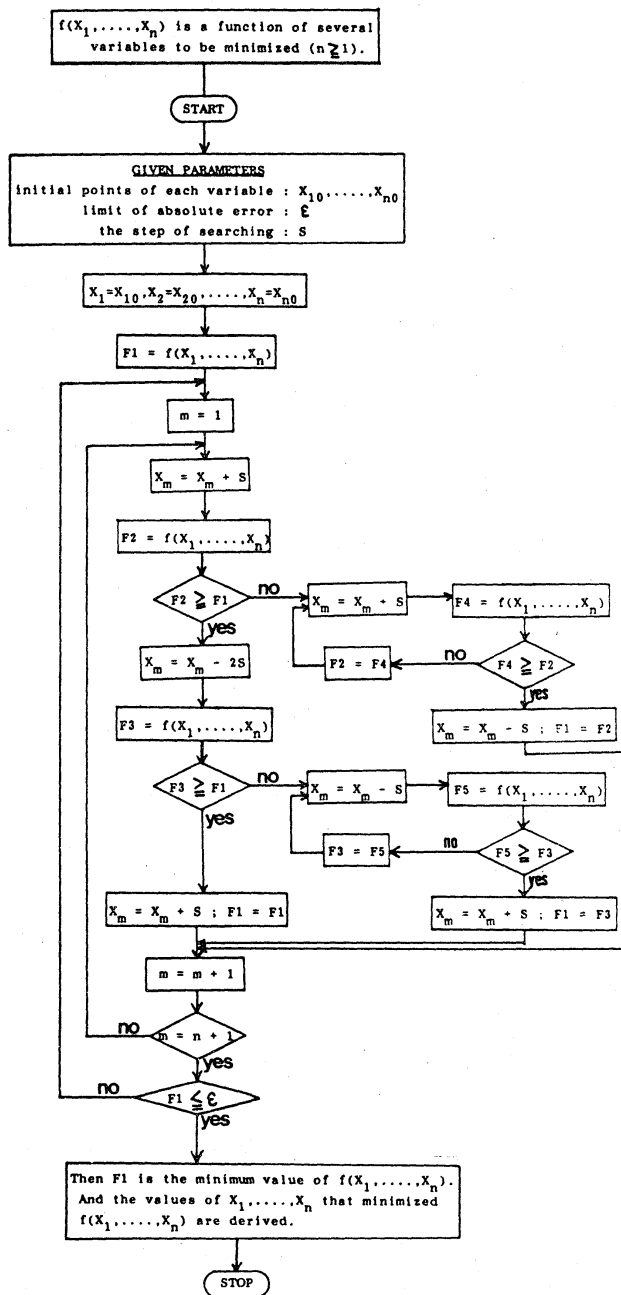 f(X₁,....,Xₙ) is a function of several
variables to be minimized (n≧1).
START
GIVEN PARAMETERS
initial points of each variable : X₁₀,....,Xₙ₀
limit of absolute error : ε
the step of searching : S
X₁=X₁₀,X₂=X₂₀,....,Xₙ=Xₙ₀
F1 = f(X₁,....,Xₙ)
m = 1
Xₘ = Xₘ + S
F2 = f(X₁,....,Xₙ)
F2 ≧ F1
no
Xₘ = Xₘ + S
F4 = f(X₁,....,Xₙ)
yes
no
F4 ≧ F2
F2 = F4
yes
Xₘ = Xₘ - 2S
Xₘ = Xₘ - S ; F1 = F2
F3 = f(X₁,....,Xₙ)
F3 ≧ F1
no
Xₘ = Xₘ - S
F5 = f(X₁,....,Xₙ)
yes
no
F5 ≧ F3
F3 = F5
yes
Xₘ = Xₘ + S ; F1 = F1
Xₘ = Xₘ + S ; F1 = F3
m = m + 1
no
m = n + 1
yes
no
F1 ≦ ε
yes
Then F1 is the minimum value of f(X₁,....,Xₙ).
And the values of X₁,....,Xₙ that minimized
f(X₁,....,Xₙ) are derived.
STOP